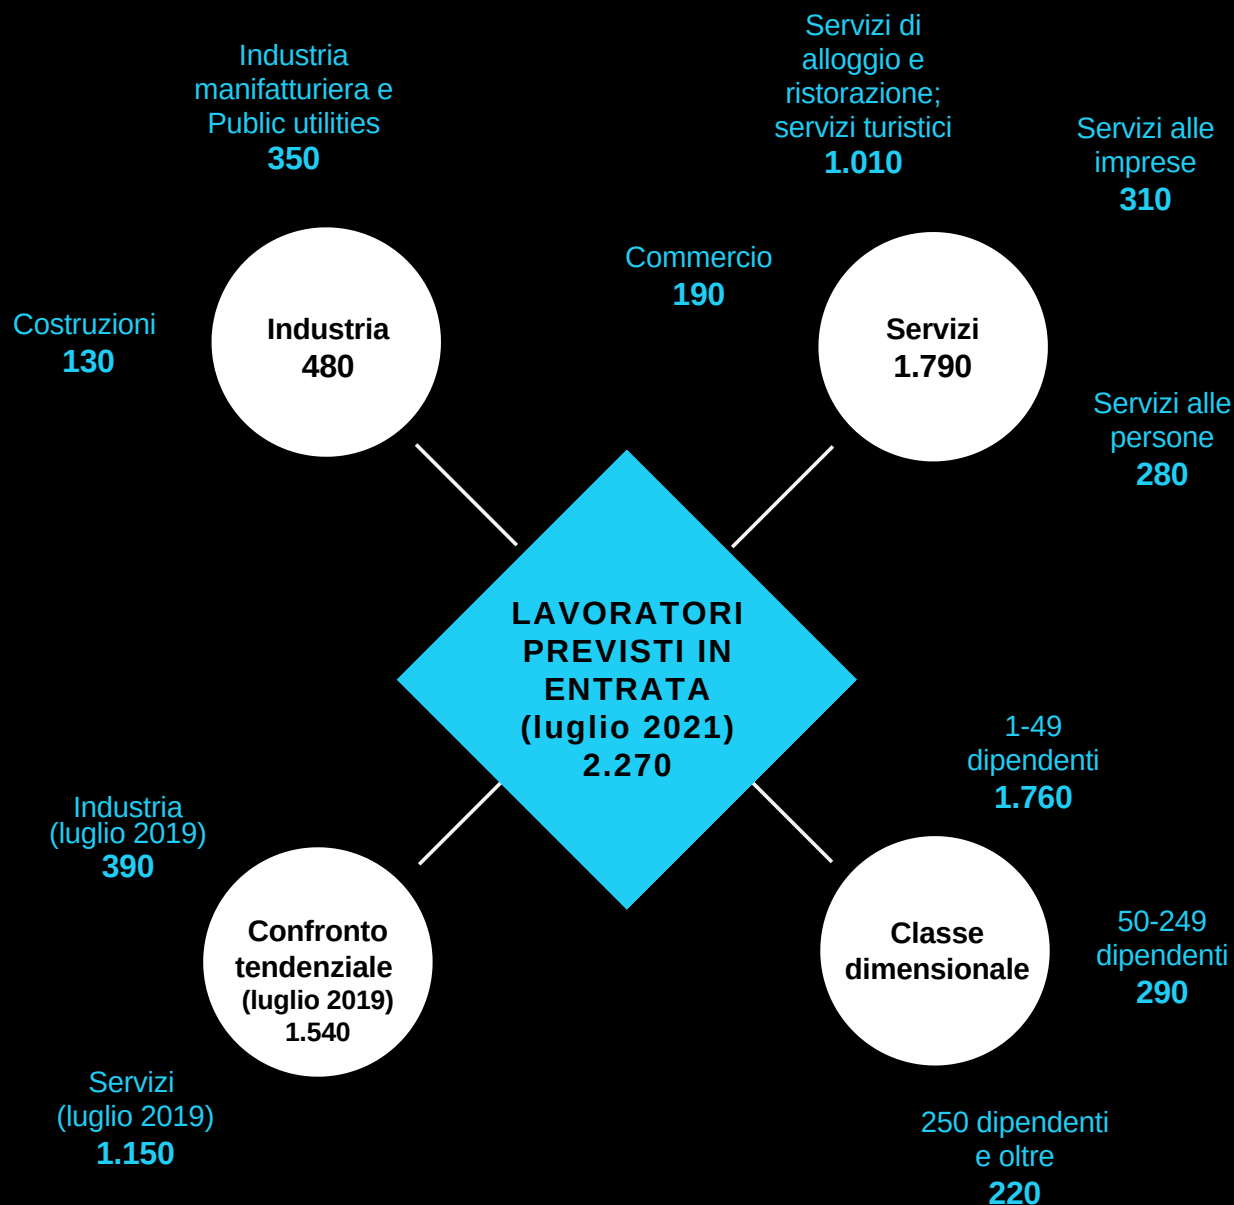 Industria
manifatturiera e
Public utilities
350
Costruzioni
130
Industria
480
Servizi di
alloggio e
ristorazione;
servizi turistici
1.010
Servizi alle
imprese
310
Commercio
190
Servizi
1.790
Servizi alle
persone
280
LAVORATORI
PREVISTI IN
ENTRATA
(luglio 2021)
2.270
Industria
(luglio 2019)
390
Confronto
tendenziale
(luglio 2019)
1.540
Servizi
(luglio 2019)
1.150
1-49
dipendenti
1.760
Classe
dimensionale
50-249
dipendenti
290
250 dipendenti
e oltre
220